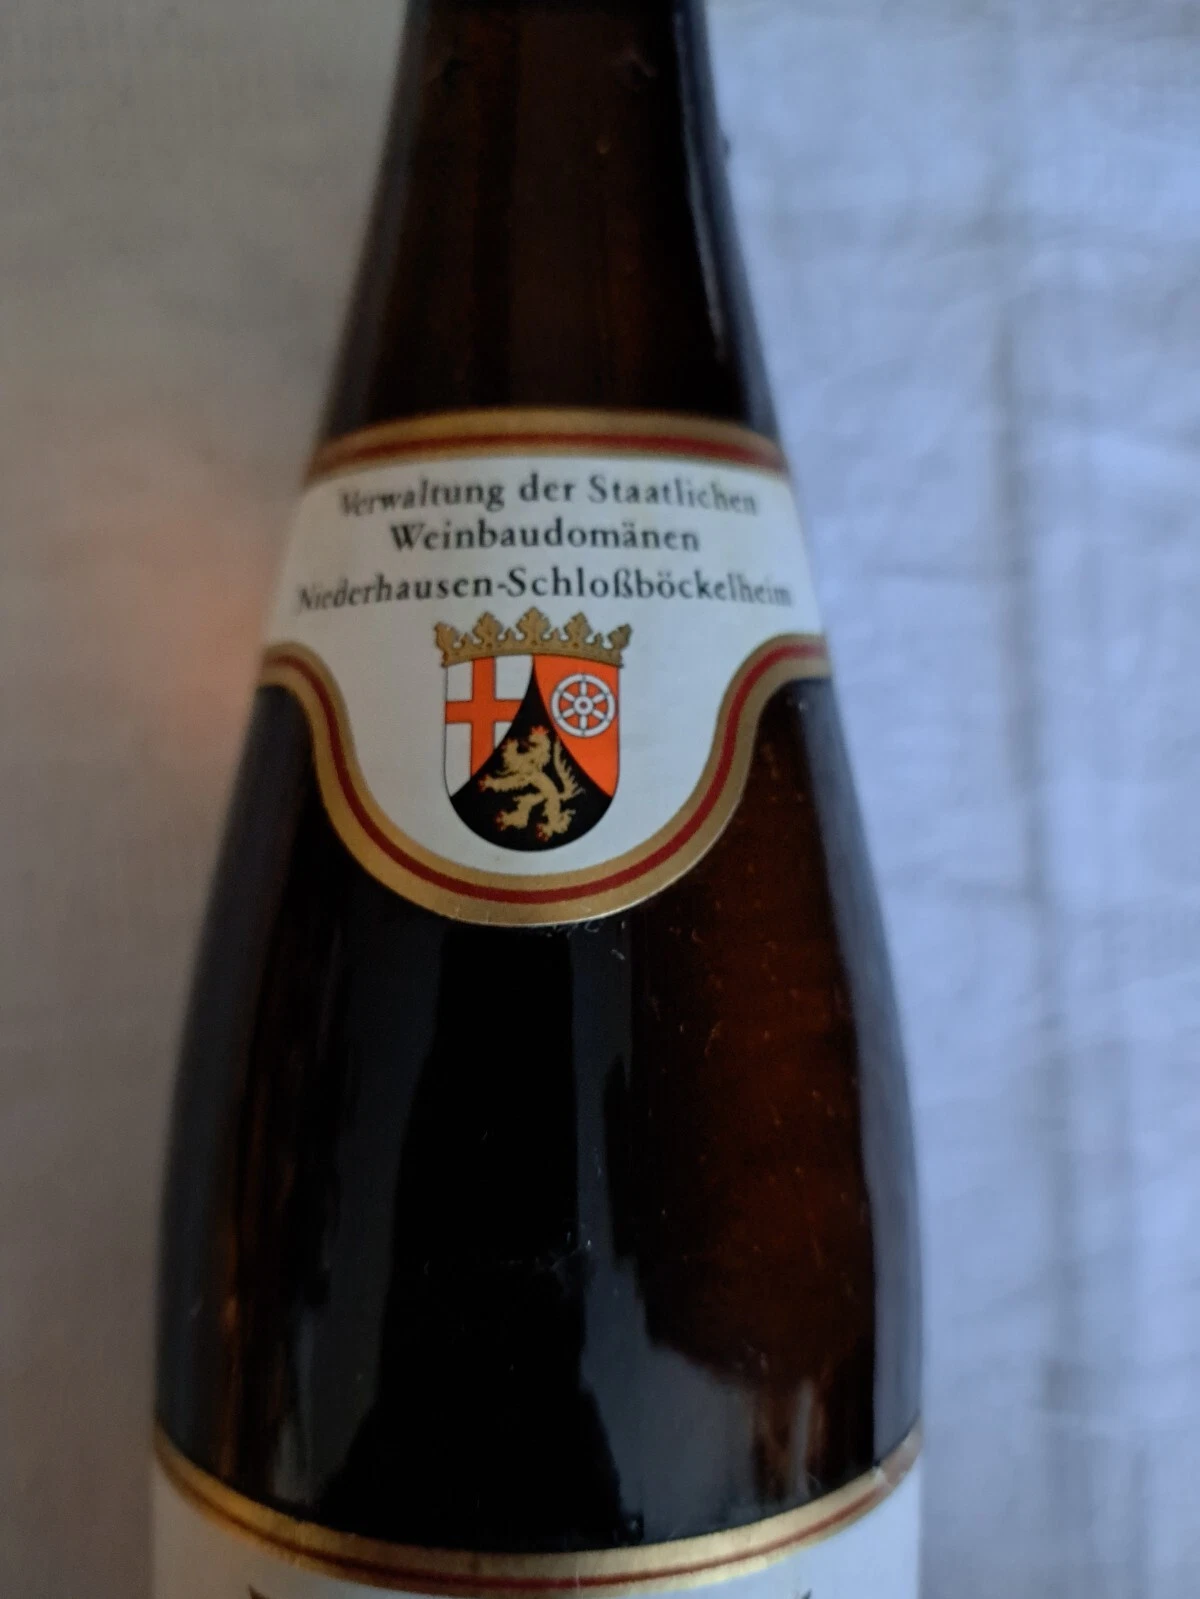 Verwaltung der Staatlichen
Weinbaudomänen
Niederhausen-Schloßböckelheim